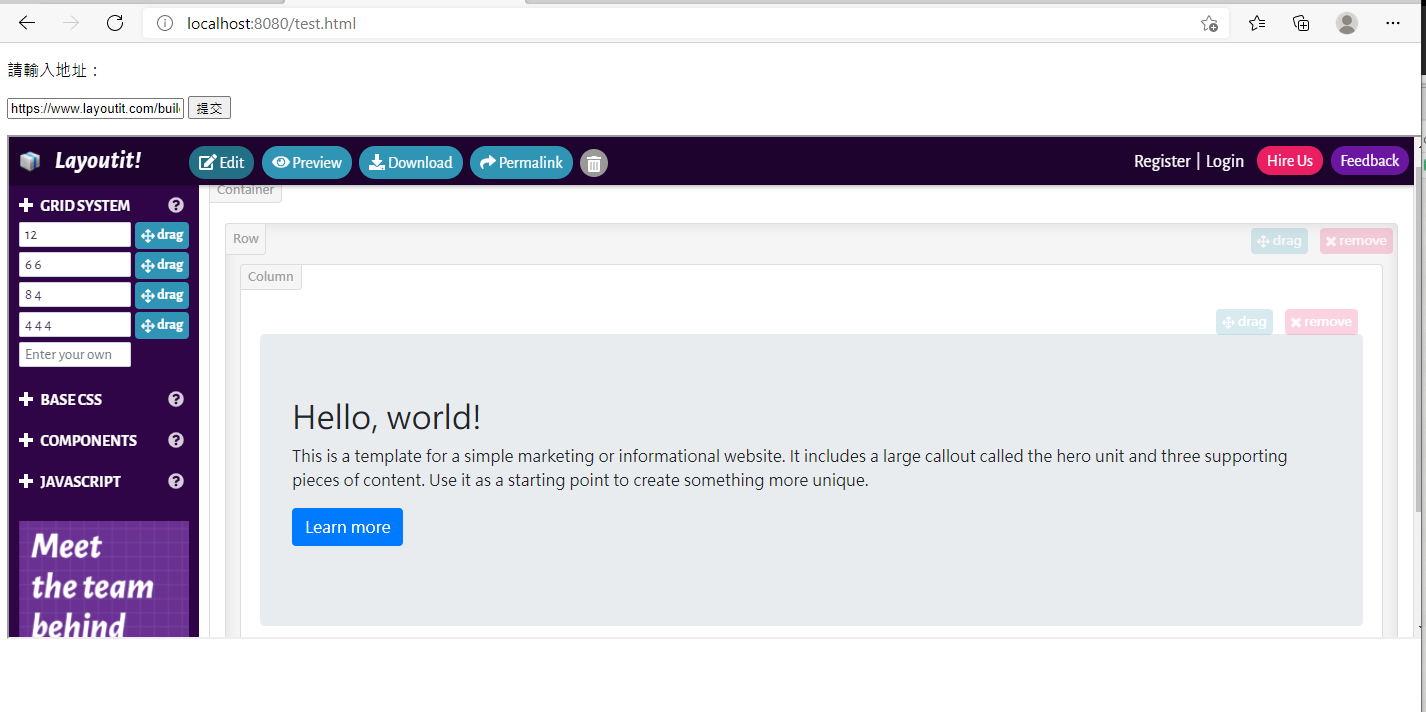 localhost:8080/test.html
請輸入地址：
https://www.layoutit.com/buil 提交
Layoutit! Edit Preview Download Permalink Register | Login Hire Us Feedback
GRID SYSTEM
12 drag
6 6 drag
8 4 drag
4 4 4 drag
Enter your own
BASE CSS
COMPONENTS
JAVASCRIPT
Meet
the team
behind
Container
Row drag remove
Column
drag remove
Hello, world!
This is a template for a simple marketing or informational website. It includes a large callout called the hero unit and three supporting
pieces of content. Use it as a starting point to create something more unique.
Learn more